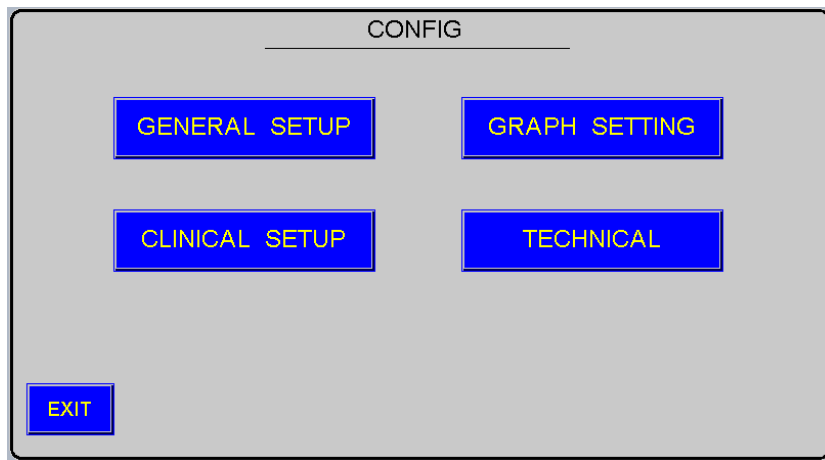 CONFIG
GENERAL SETUP
GRAPH SETTING
CLINICAL SETUP
TECHNICAL
EXIT